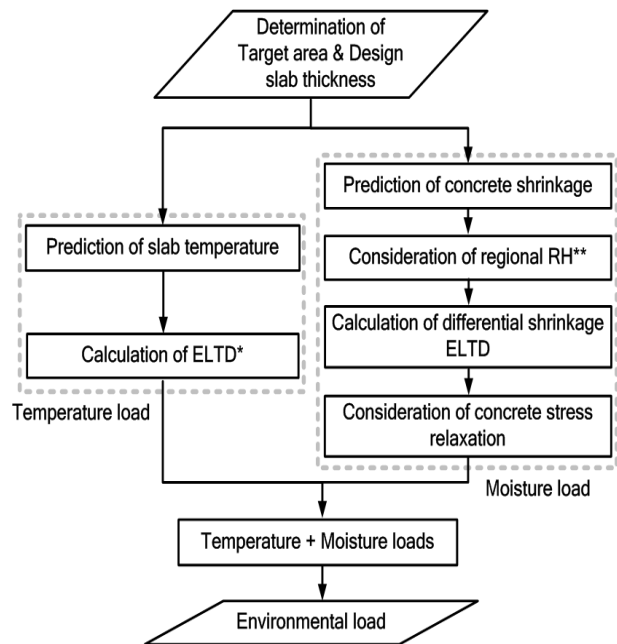 Determination of
Target area & Design
slab thickness
Prediction of concrete shrinkage
Prediction of slab temperature
Consideration of regional RH**
Calculation of differential shrinkage
ELTD
Calculation of ELTD*
Temperature load
Consideration of concrete stress
relaxation
Moisture load
Temperature + Moisture loads
Environmental load